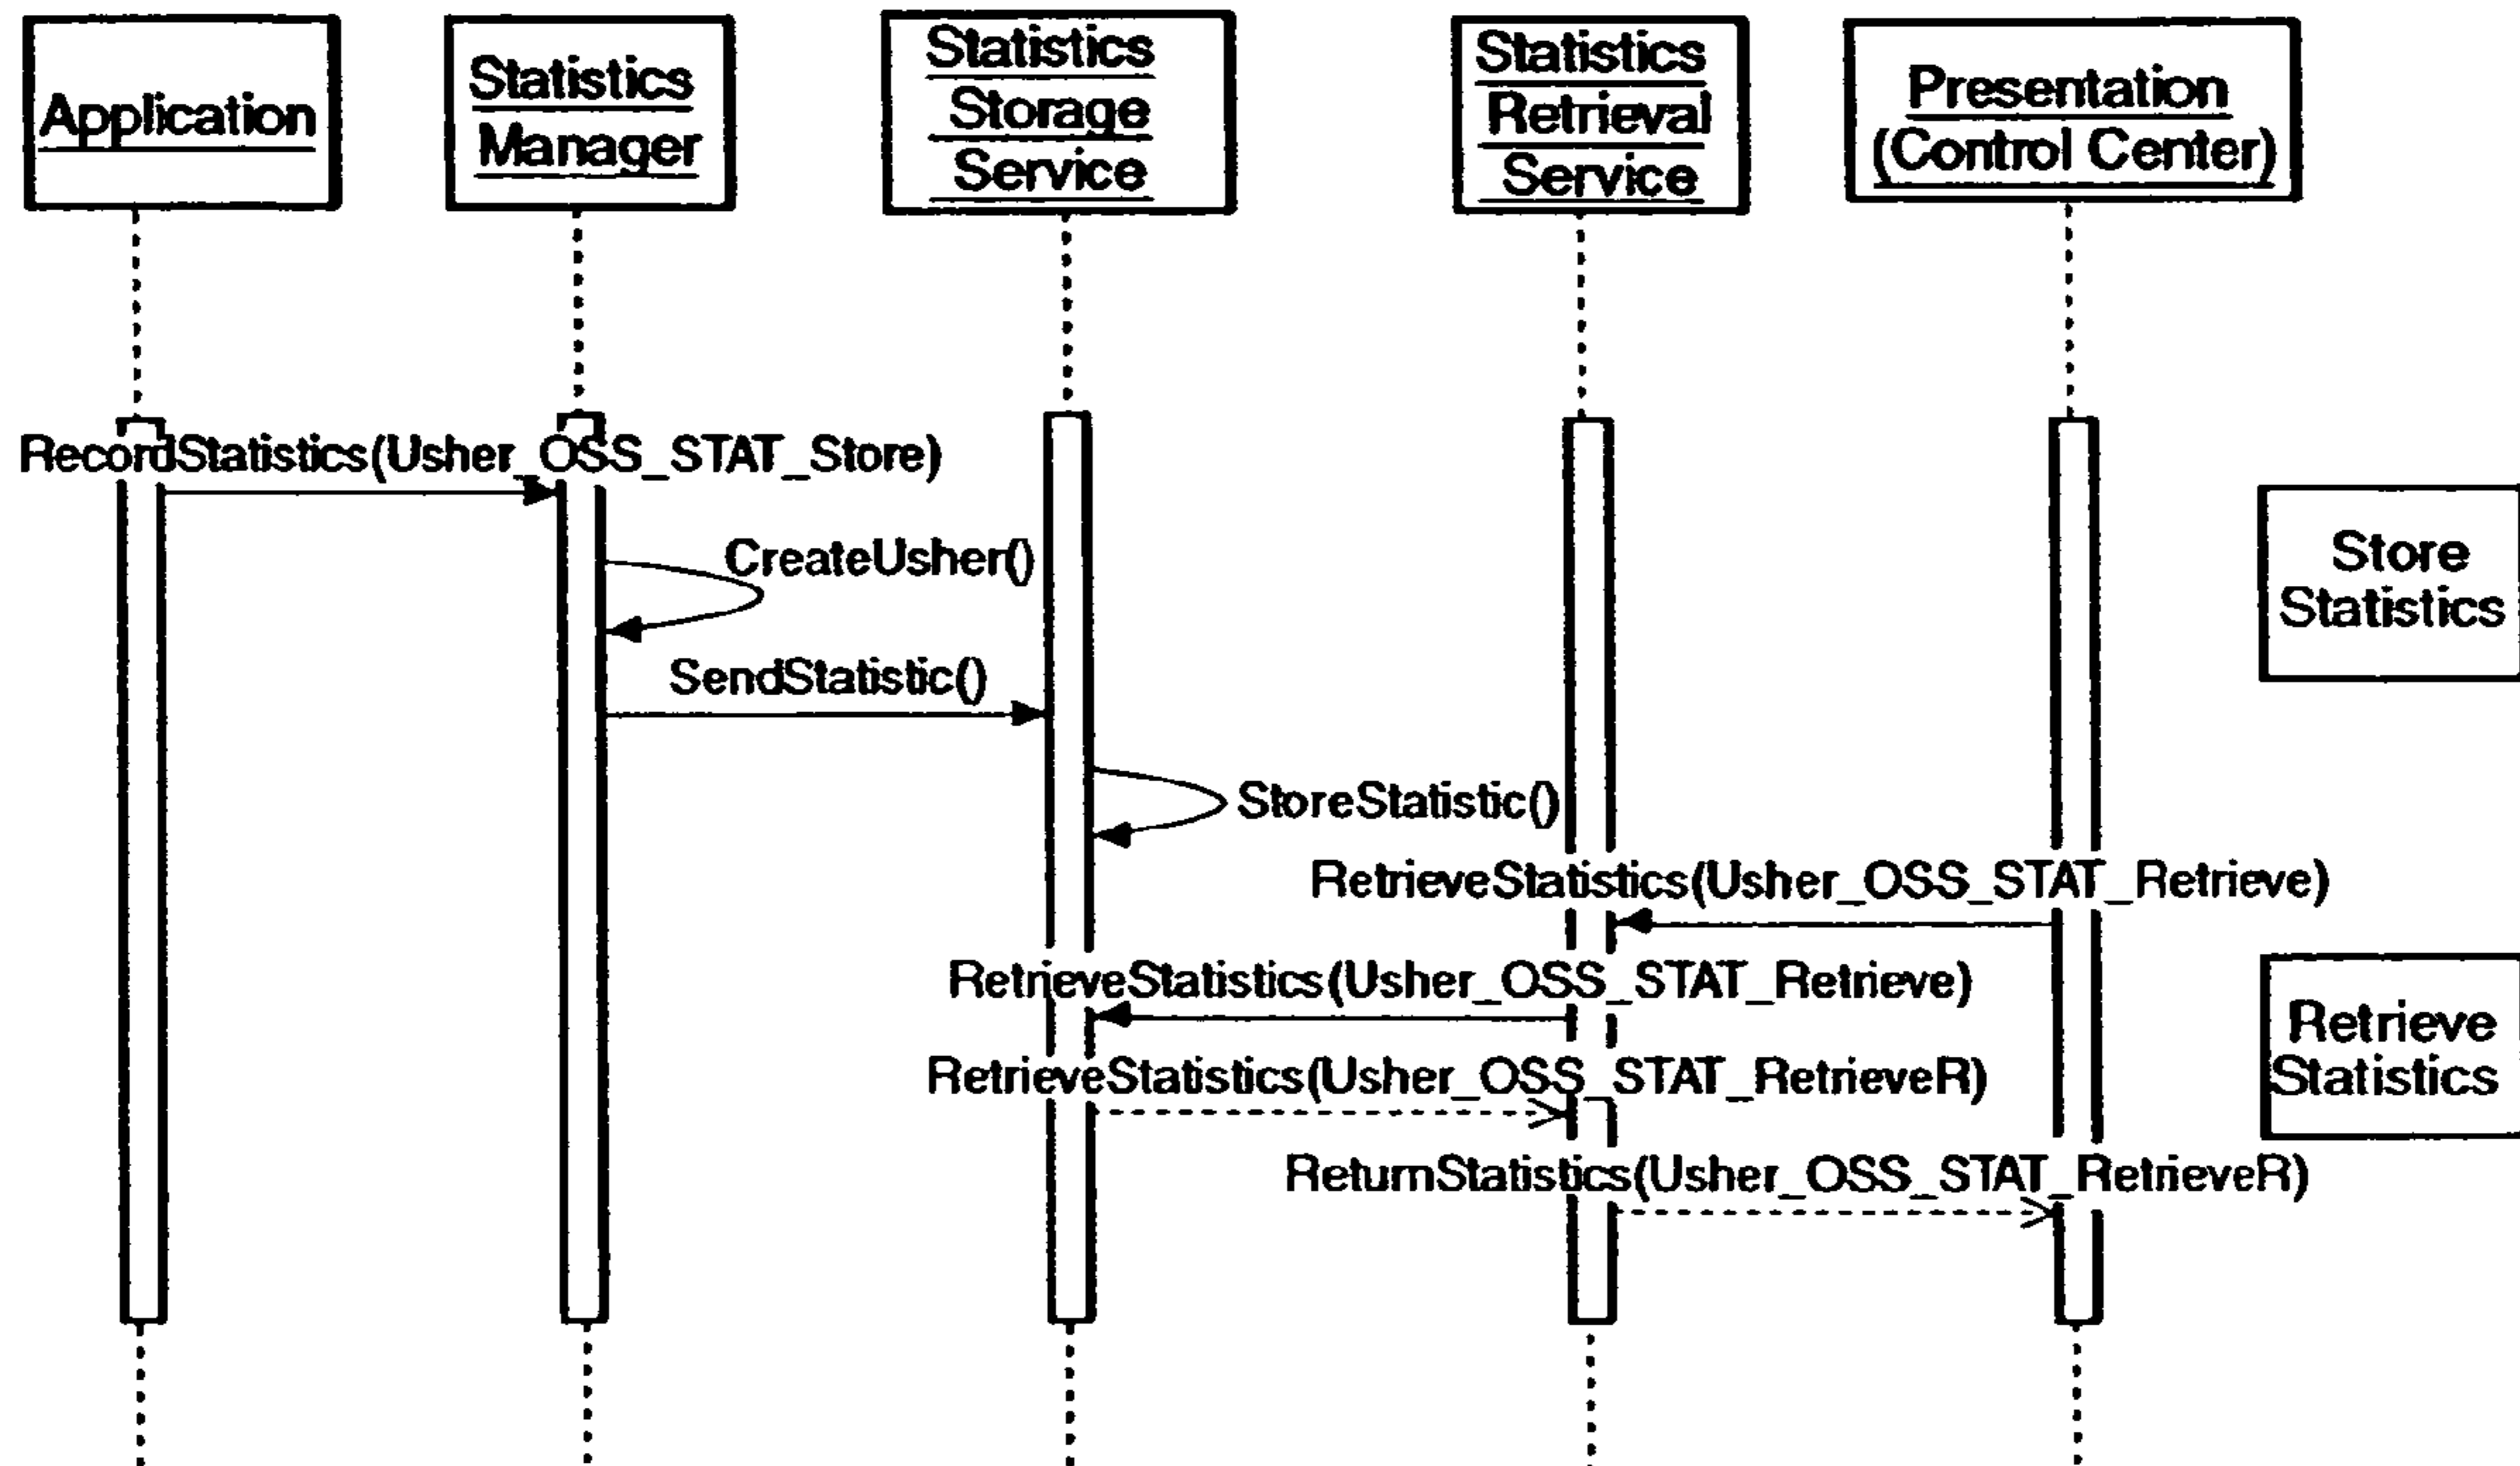 Application
Statistics
Manager
Statistics
Storage
Service
Statistics
Retrieval
Service
Presentation
(Control Center)
RecordStatistics(Usher_OSS_STAT_Store)
CreateUsher()
Store
Statistics
SendStatistic()
StoreStatistic()
RetrieveStatistics(Usher_OSS_STAT_Retrieve)
RetrieveStatistics(Usher_OSS_STAT_Retrieve)
Retrieve
Statistics
RetrieveStatistics(Usher_OSS_STAT_RetrieveR)
ReturnStatistics(Usher_OSS_STAT_RetrieveR)